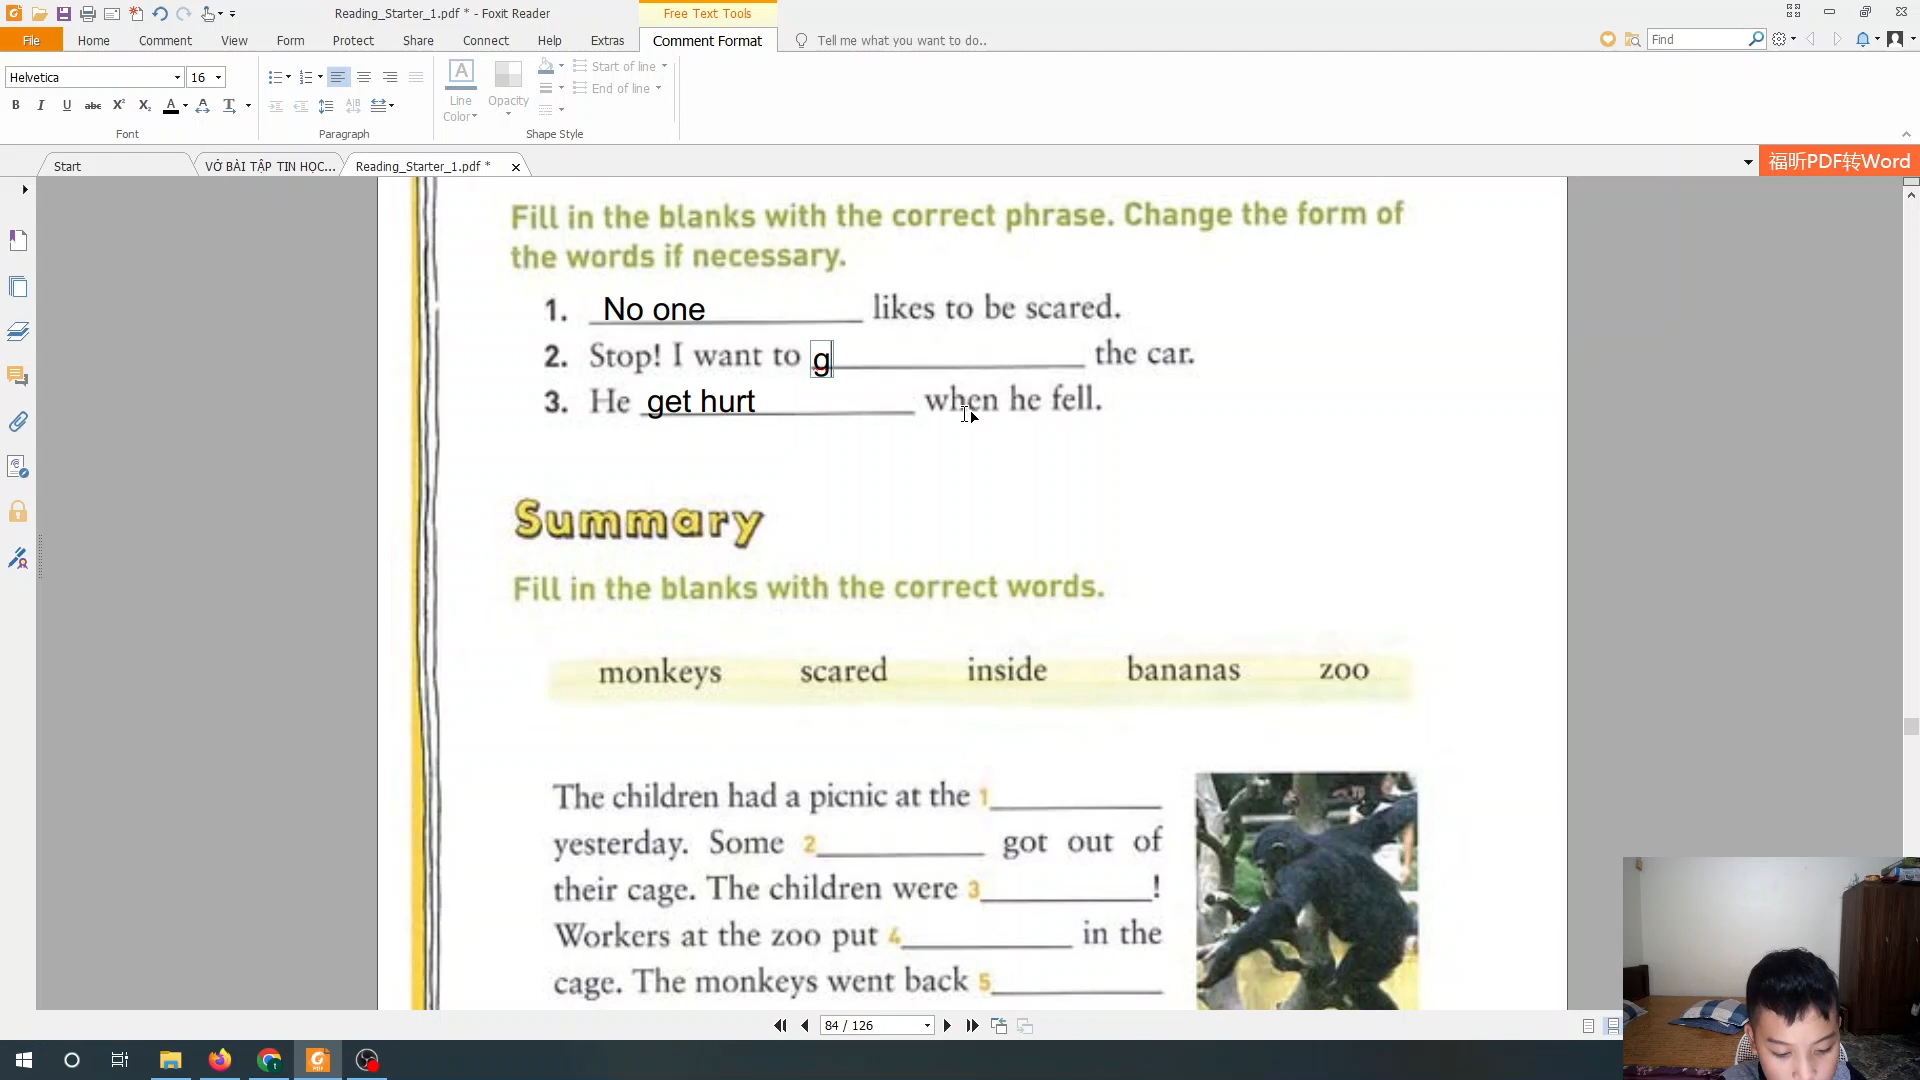 Reading_Starter_1.pdf * - Foxit Reader
Free Text Tools
File
Home
Comment
View
Form
Protect
Share
Connect
Help
Extras
Comment Format
Tell me what you want to do..
Find
Helvetica
16
Start of line
End of line
Line
Color
Opacity
B I U abc X² X₂ A
Font
Paragraph
Shape Style
Start
VỞ BÀI TẬP TIN HỌC...
Reading_Starter_1.pdf *
福昕PDF转Word
Fill in the blanks with the correct phrase. Change the form of
the words if necessary.
1. No one likes to be scared.
2. Stop! I want to g the car.
3. He get hurt when he fell.
Summary
Fill in the blanks with the correct words.
monkeys scared inside bananas zoo
The children had a picnic at the 1
yesterday. Some 2 got out of
their cage. The children were 3 !
Workers at the zoo put 4 in the
cage. The monkeys went back 5
84 / 126